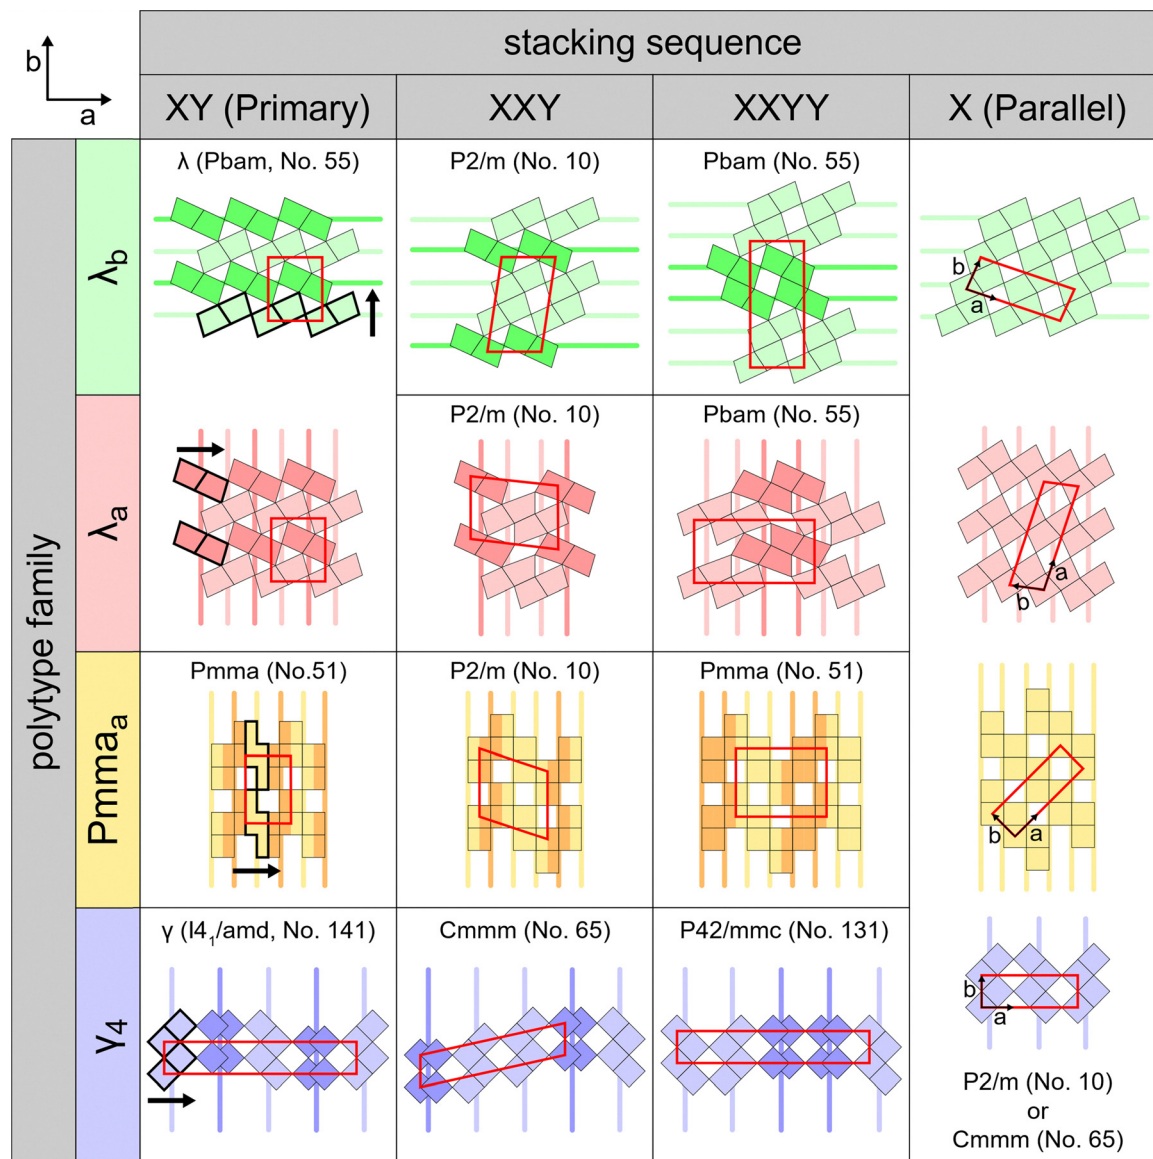 b
a
stacking sequence
XY (Primary)
XXY
XXYY
X (Parallel)
polytype family
λb
λ (Pbam, No. 55)
P2/m (No. 10)
Pbam (No. 55)
b
a
λa
P2/m (No. 10)
Pbam (No. 55)
a
b
Pmmaa
Pmma (No.51)
P2/m (No. 10)
Pmma (No. 51)
b
a
γ4
γ (I41/amd, No. 141)
Cmmm (No. 65)
P42/mmc (No. 131)
b
a
P2/m (No. 10)
or
Cmmm (No. 65)